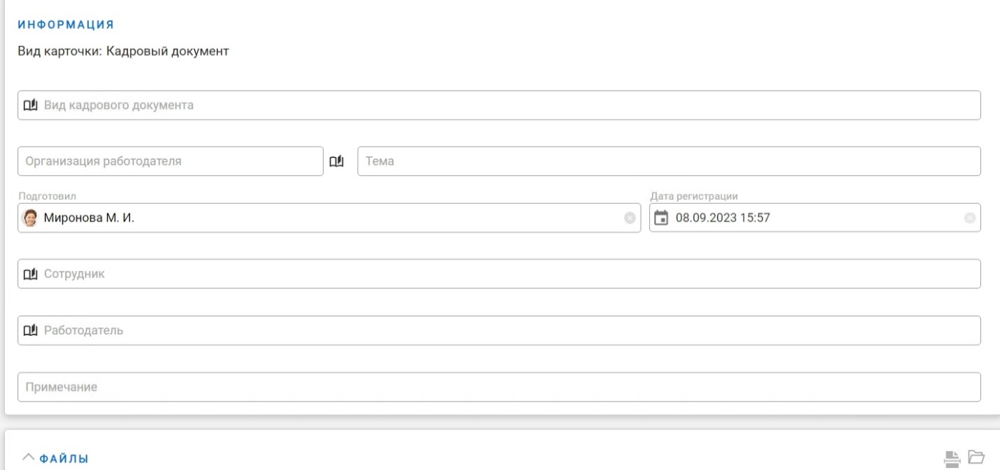 ИНФОРМАЦИЯ
Вид карточки: Кадровый документ
Вид кадрового документа
Организация работодателя Тема
Подготовил Дата регистрации
Миронова М. И. 08.09.2023 15:57
Сотрудник
Работодатель
Примечание
ФАЙЛЫ